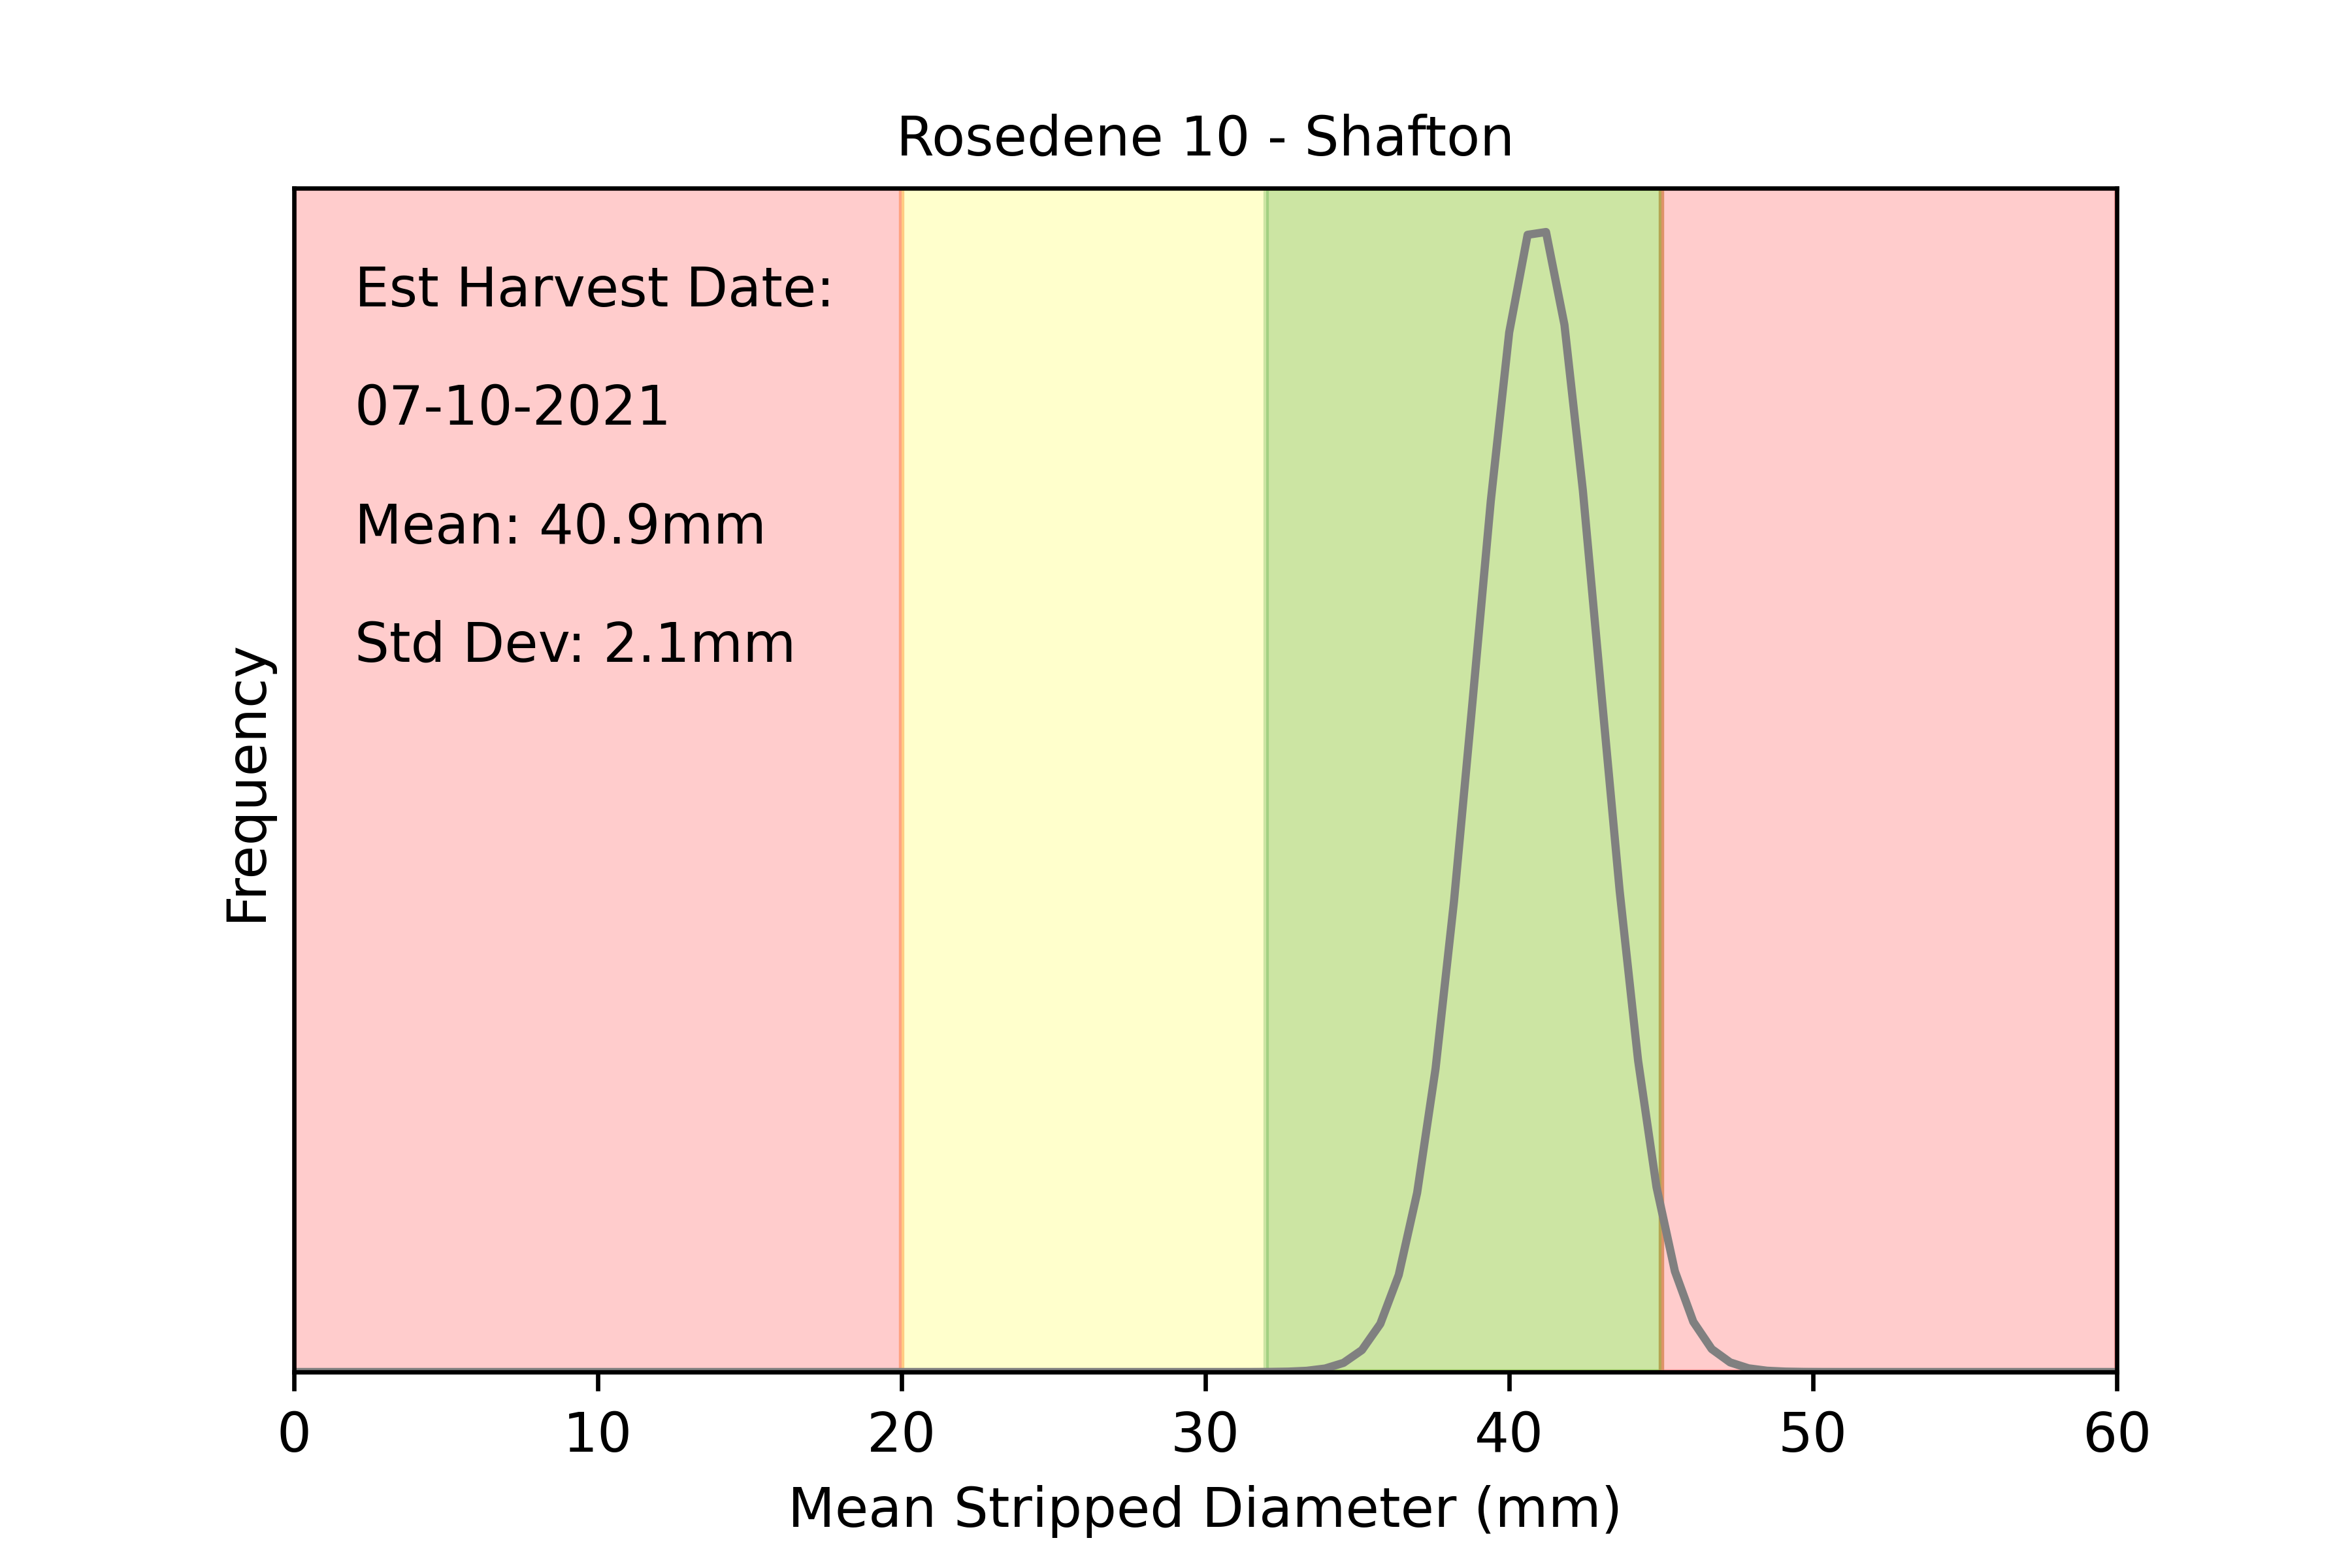 Rosedene 10 - Shafton
Est Harvest Date:
07-10-2021
Mean: 40.9mm
Std Dev: 2.1mm
Frequency
0 10 20 30 40 50 60
Mean Stripped Diameter (mm)